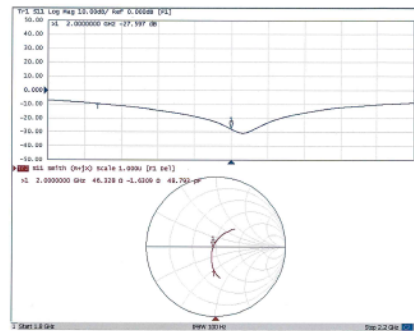 Tr1 S11 Log Mag 10.00dB/ Ref 0.000dB [F1]
50.00
>1 2.0000000 GHz -27.597 dB
40.00
30.00
20.00
10.00
0.000
-10.00
-20.00
-30.00
-40.00
-50.00
S11 Smith (R+jX) Scale 1.000U [F1 Del]
>1 2.0000000 GHz 46.328 Ω -1.6309 Ω 48.793 pF
1 Start 1.8 GHz IFBW 100 Hz Stop 2.2 GHz